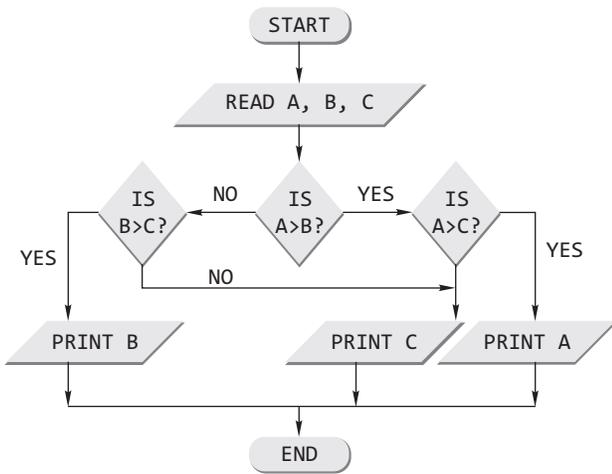 START
READ A, B, C
IS
B>C?
NO
IS
A>B?
YES
IS
A>C?
YES
NO
YES
PRINT B
PRINT C
PRINT A
END